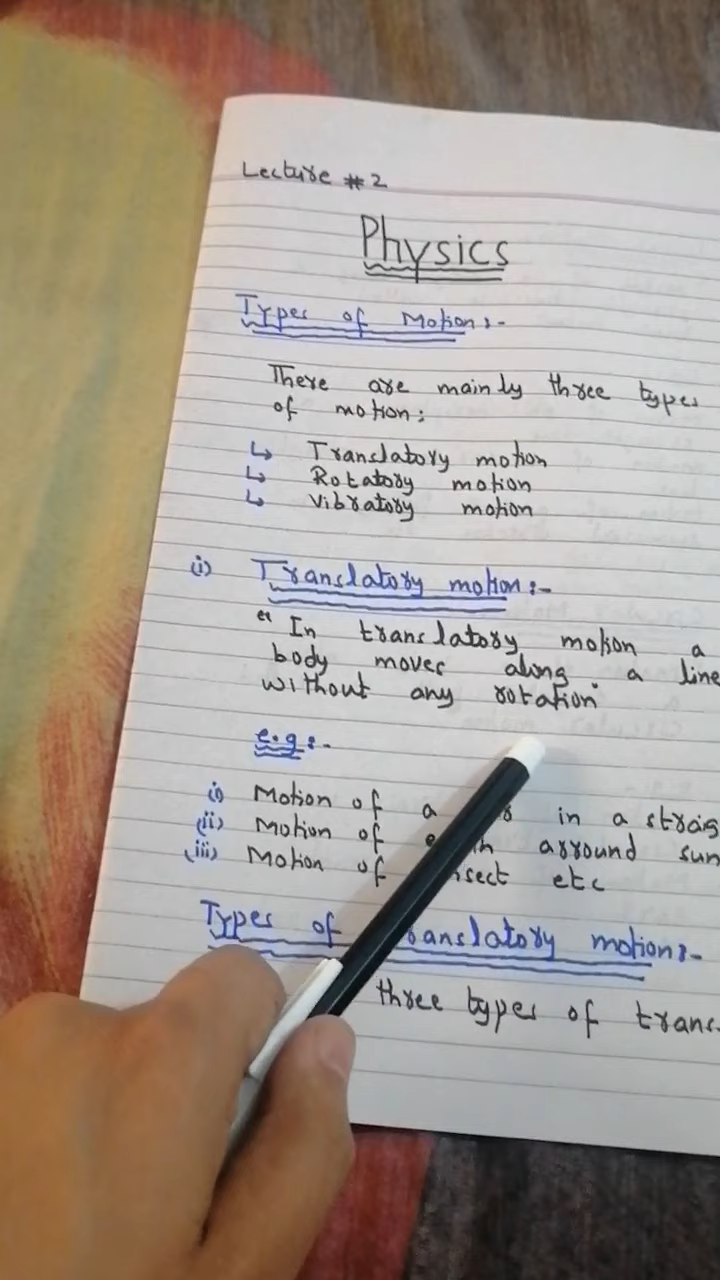 Lecture #2
Physics
Types of Motion:-
There are mainly three types
of motion:
↳ Translatory motion
↳ Rotatory motion
↳ Vibratory motion
(i) Translatory motion:-
"In translatory motion a
body moves along a line
without any rotation"
e.g:-
(i) Motion of a in a
(ii) Motion of arround sun
(iii) Motion of etc
Types of motion:-
three types of